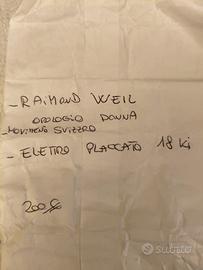 -RAIMOND WEIL
OROLOGIO DONNA
-MOVIMENTO SVIZZERO
- ELETTRO PLACCATO 18 K
200 €
subito